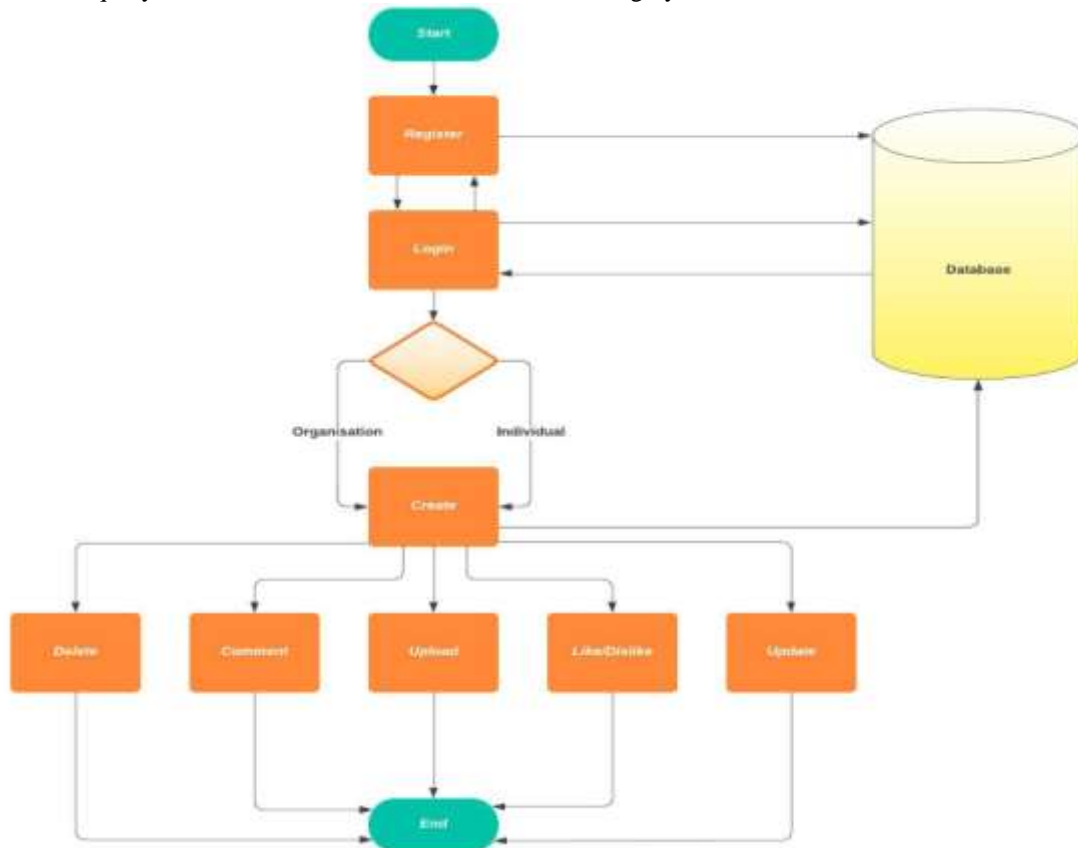 Start
Register
Login
Database
Organisation
Individual
Create
Delete
Comment
Upload
Like/Dislike
Update
End